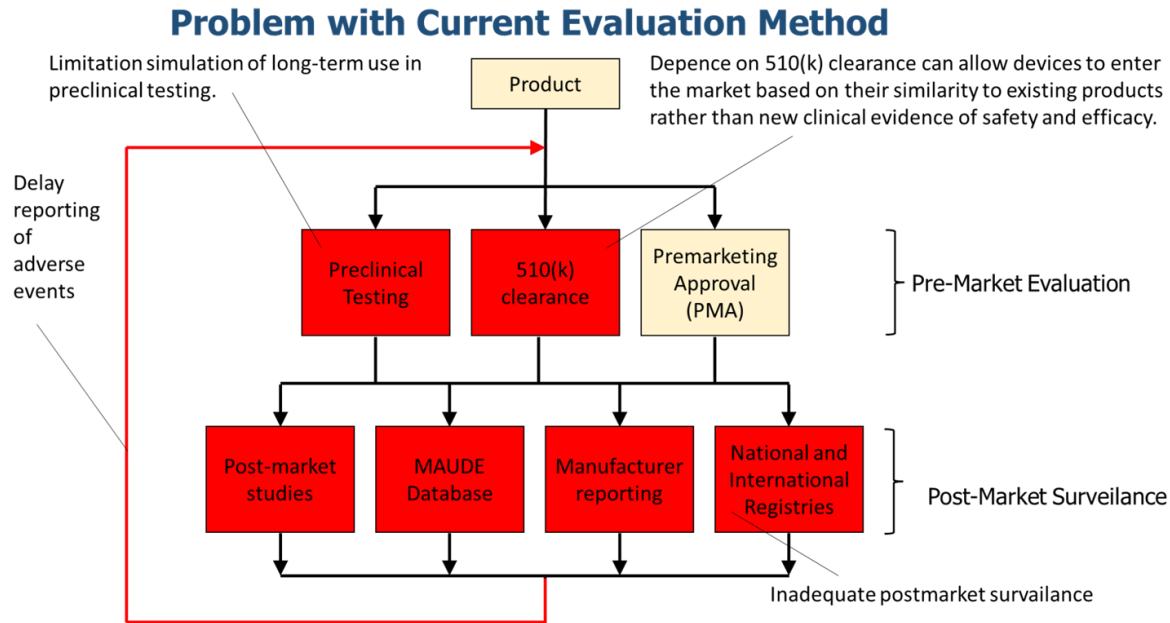 Problem with Current Evaluation Method
Limitation simulation of long-term use in
preclinical testing.
Product
Depence on 510(k) clearance can allow devices to enter
the market based on their similarity to existing products
rather than new clinical evidence of safety and efficacy.
Delay
reporting
of
adverse
events
Preclinical
Testing
510(k)
clearance
Premarketing
Approval
(PMA)
Pre-Market Evaluation
Post-market
studies
MAUDE
Database
Manufacturer
reporting
National and
International
Registries
Post-Market Surveilance
Inadequate postmarket survailance